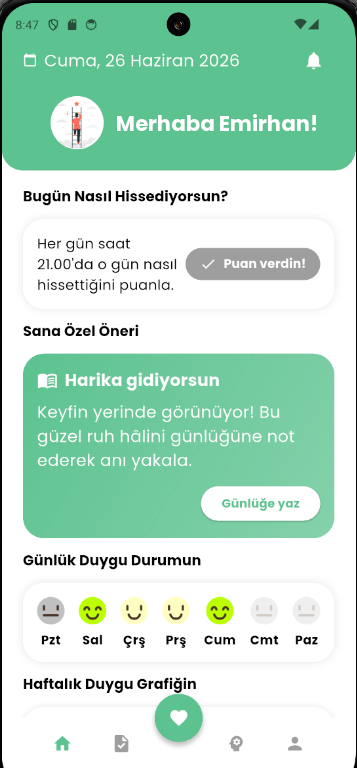 8:47
Cuma, 26 Haziran 2026
Merhaba Emirhan!
Bugün Nasıl Hissediyorsun?
Her gün saat
21.00'da o gün nasıl
hissettiğini puanla.
Puan verdin!
Sana Özel Öneri
Harika gidiyorsun
Keyfin yerinde görünüyor! Bu
güzel ruh hâlini günlüğüne not
ederek anı yakala.
Günlüğe yaz
Günlük Duygu Durumun
Pzt Sal Çrş Prş Cum Cmt Paz
Haftalık Duygu Grafiğin